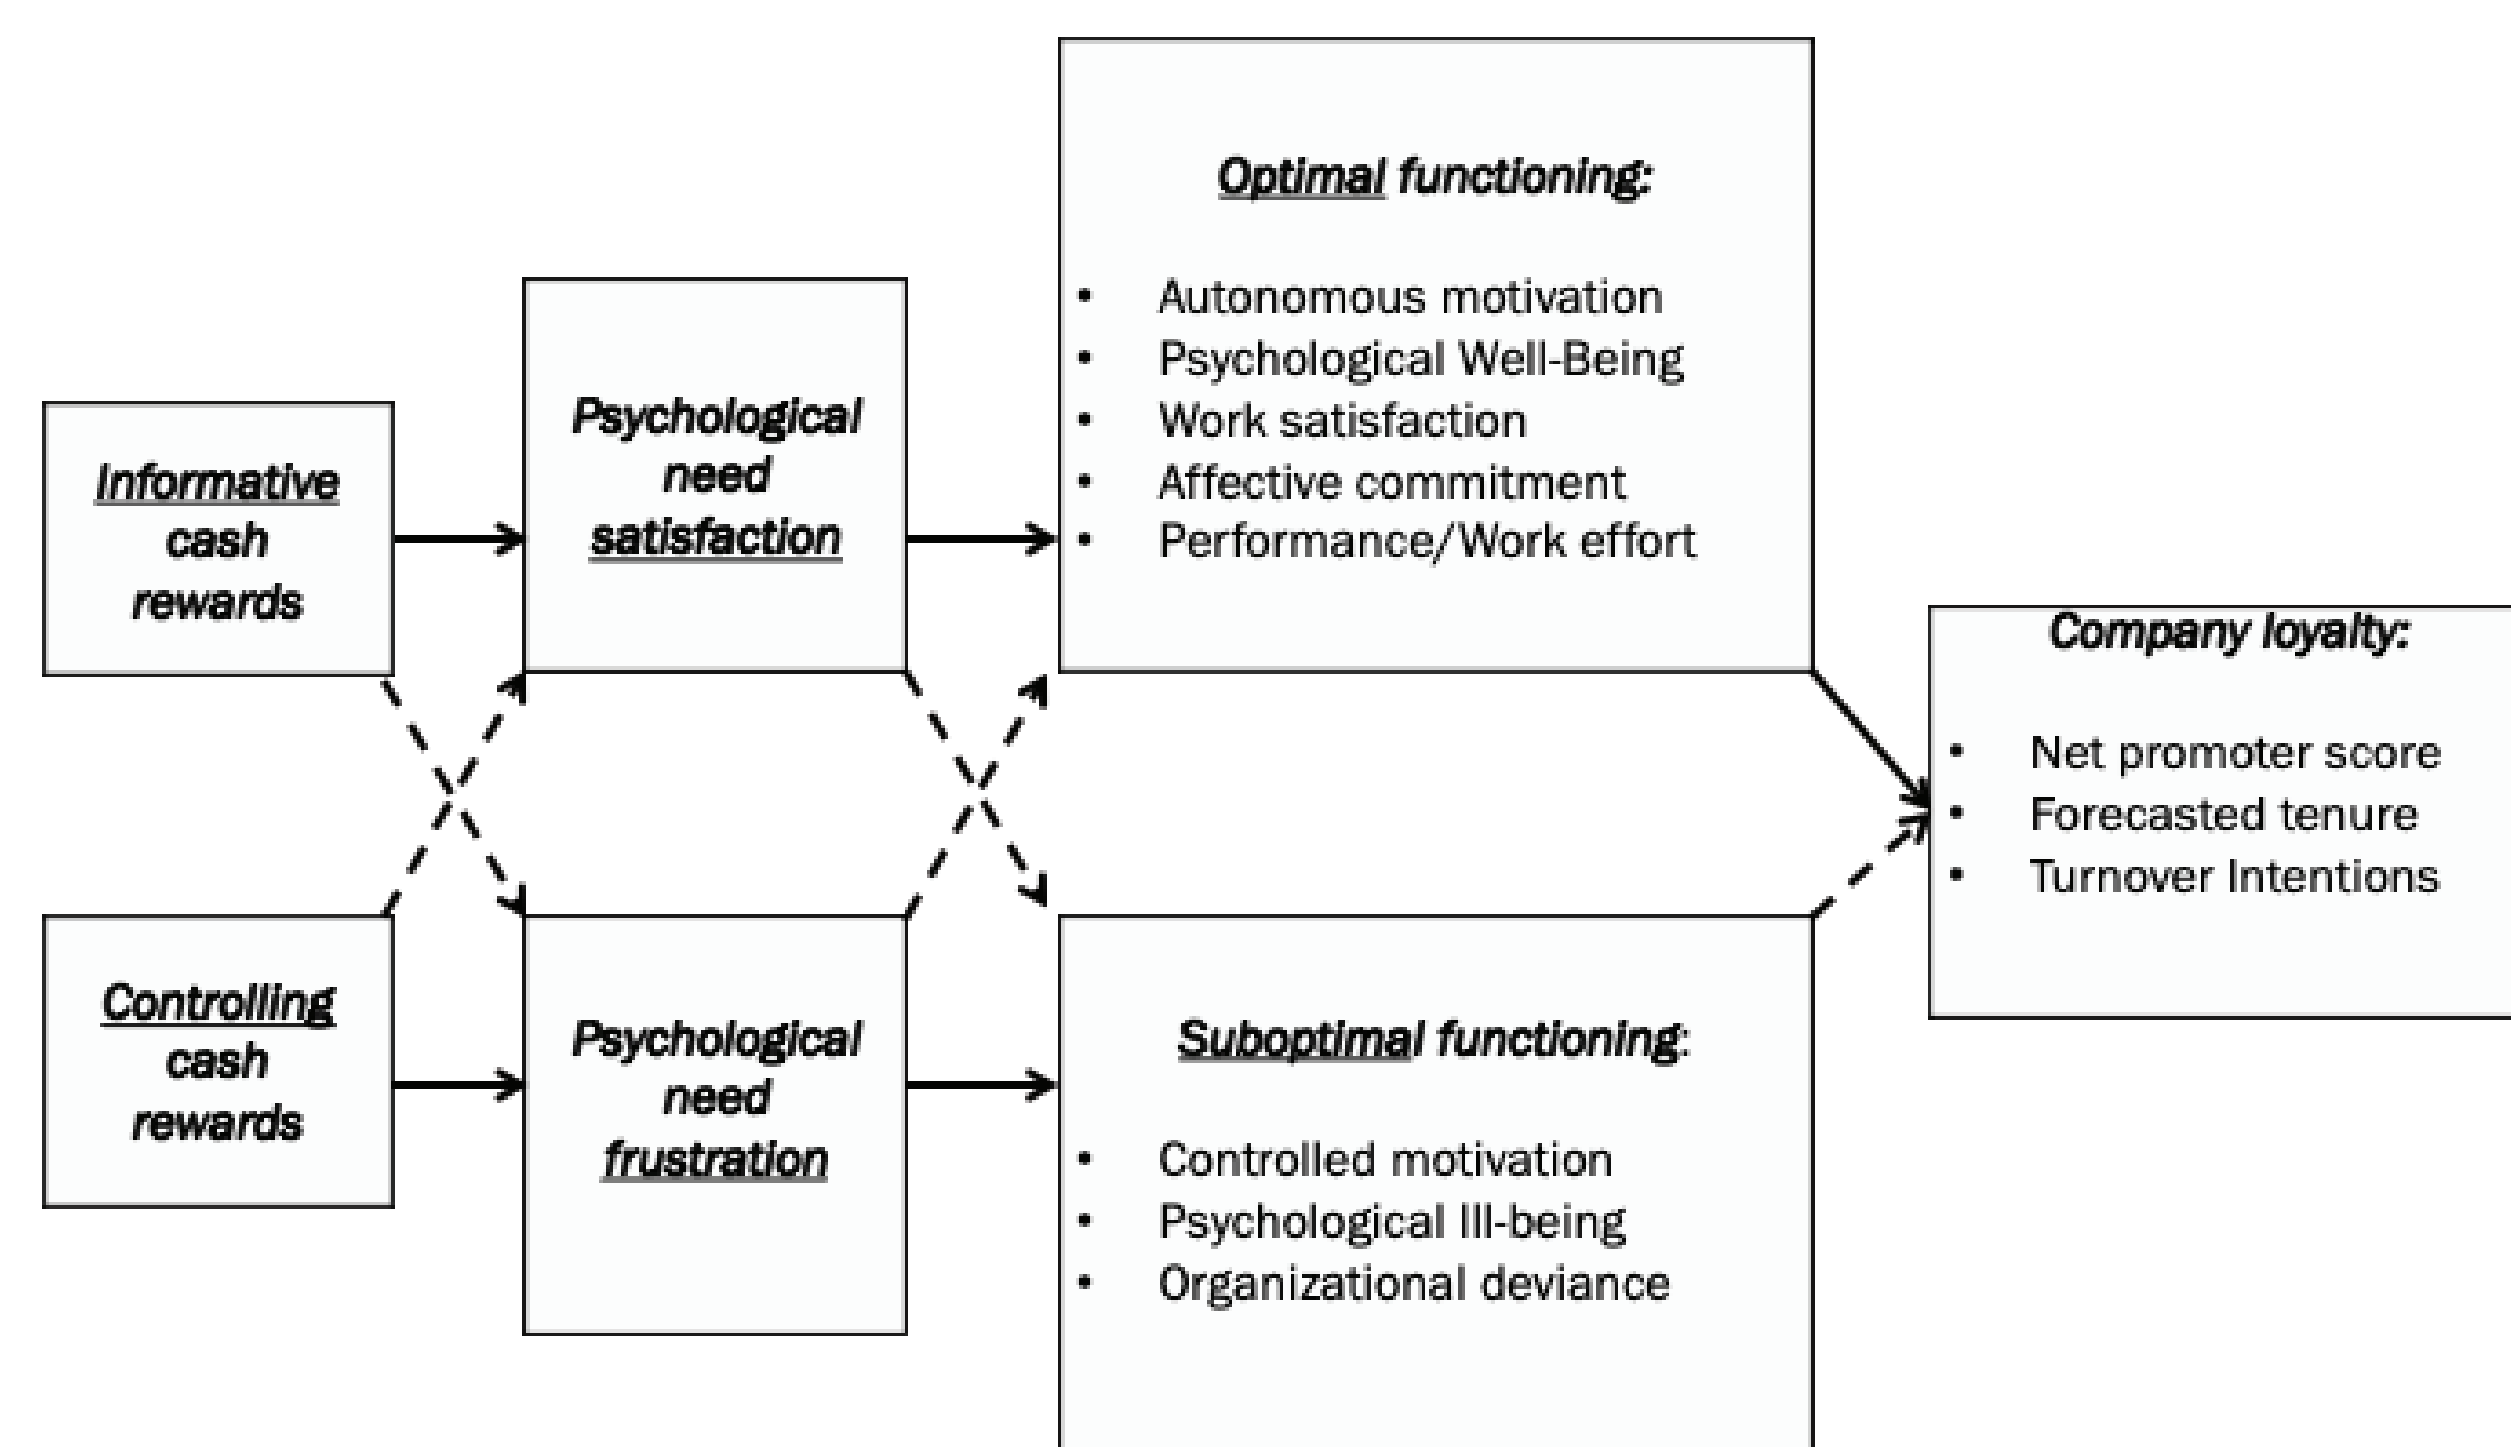 Optimal functioning:
• Autonomous motivation
• Psychological Well-Being
• Work satisfaction
• Affective commitment
• Performance/Work effort
Psychological
need
satisfaction
Informative
cash
rewards
Company loyalty:
• Net promoter score
• Forecasted tenure
• Turnover Intentions
Controlling
cash
rewards
Psychological
need
frustration
Suboptimal functioning:
• Controlled motivation
• Psychological Ill-being
• Organizational deviance